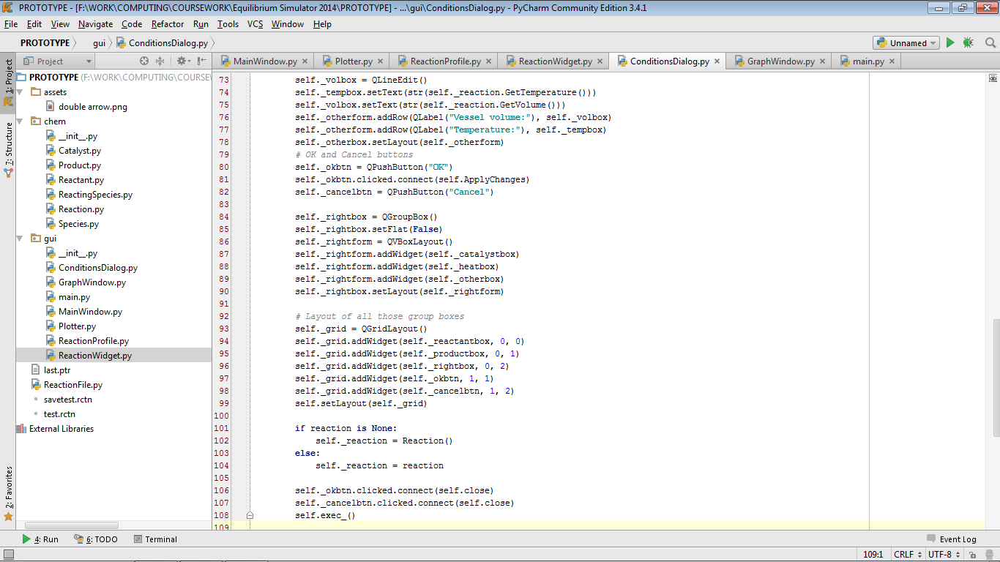 PROTOTYPE - [F:\WORK\COMPUTING\COURSEWORK\Equilibrium Simulator 2014\PROTOTYPE] - ...\gui\ConditionsDialog.py - PyCharm Community Edition 3.4.1
File Edit View Navigate Code Refactor Run Tools VCS Window Help
PROTOTYPE gui ConditionsDialog.py Unnamed
Project MainWindow.py Plotter.py ReactionProfile.py ReactionWidget.py ConditionsDialog.py GraphWindow.py main.py
1: Project
7: Structure
2: Favorites
PROTOTYPE (F:\WORK\COMPUTING\COURSEW
assets
double arrow.png
chem
__init__.py
Catalyst.py
Product.py
Reactant.py
ReactingSpecies.py
Reaction.py
Species.py
gui
__init__.py
ConditionsDialog.py
GraphWindow.py
main.py
MainWindow.py
Plotter.py
ReactionProfile.py
ReactionWidget.py
last.ptr
ReactionFile.py
savetest.rctn
test.rctn
External Libraries
73 self._volbox = QLineEdit()
74 self._tempbox.setText(str(self._reaction.GetTemperature()))
75 self._volbox.setText(str(self._reaction.GetVolume()))
76 self._otherform.addRow(QLabel("Vessel volume:"), self._volbox)
77 self._otherform.addRow(QLabel("Temperature:"), self._tempbox)
78 self._otherbox.setLayout(self._otherform)
79 # OK and Cancel buttons
80 self._okbtn = QPushButton("OK")
81 self._okbtn.clicked.connect(self.ApplyChanges)
82 self._cancelbtn = QPushButton("Cancel")
83
84 self._rightbox = QGroupBox()
85 self._rightbox.setFlat(False)
86 self._rightform = QVBoxLayout()
87 self._rightform.addWidget(self._catalystbox)
88 self._rightform.addWidget(self._heatbox)
89 self._rightform.addWidget(self._otherbox)
90 self._rightbox.setLayout(self._rightform)
91
92 # Layout of all those group boxes
93 self._grid = QGridLayout()
94 self._grid.addWidget(self._reactantbox, 0, 0)
95 self._grid.addWidget(self._productbox, 0, 1)
96 self._grid.addWidget(self._rightbox, 0, 2)
97 self._grid.addWidget(self._okbtn, 1, 1)
98 self._grid.addWidget(self._cancelbtn, 1, 2)
99 self.setLayout(self._grid)
100
101 if reaction is None:
102 self._reaction = Reaction()
103 else:
104 self._reaction = reaction
105
106 self._okbtn.clicked.connect(self.close)
107 self._cancelbtn.clicked.connect(self.close)
108 self.exec_()
109
4: Run 6: TODO Terminal Event Log
109:1 CRLF UTF-8